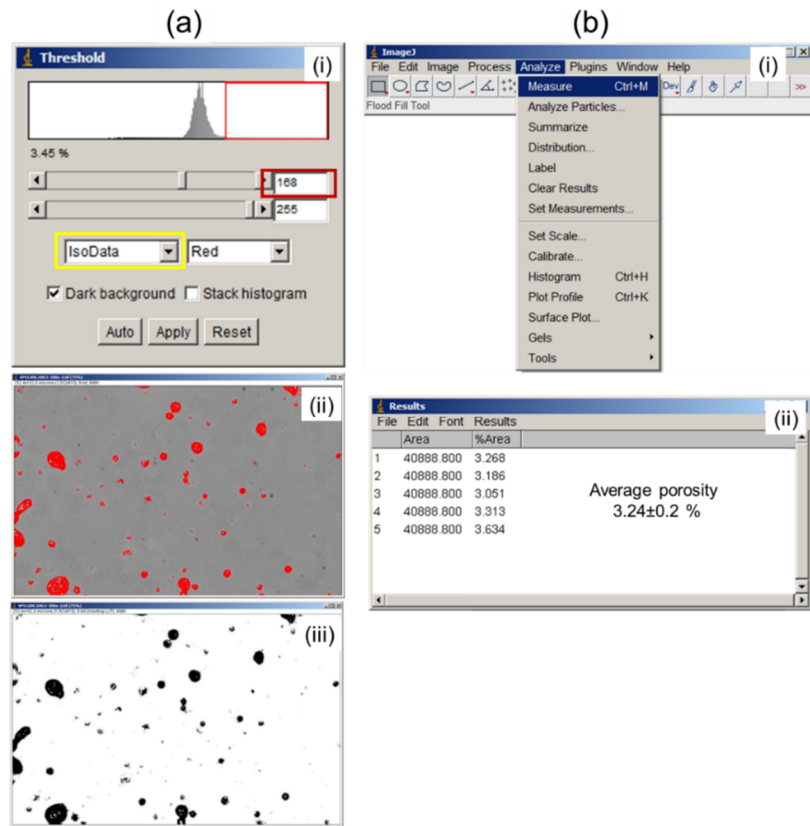 (a)
Threshold
(i)
3.45 %
168
255
IsoData Red
Dark background Stack histogram
Auto Apply Reset
(ii)
(iii)
(b)
ImageJ
File Edit Image Process Analyze Plugins Window Help
(i)
Dev
Flood Fill Tool
Measure Ctrl+M
Analyze Particles...
Summarize
Distribution...
Label
Clear Results
Set Measurements...
Set Scale...
Calibrate...
Histogram Ctrl+H
Plot Profile Ctrl+K
Surface Plot...
Gels
Tools
Results
(ii)
File Edit Font Results
Area %Area
1 40888.800 3.268
2 40888.800 3.186
3 40888.800 3.051
4 40888.800 3.313
5 40888.800 3.634
Average porosity
3.24±0.2 %